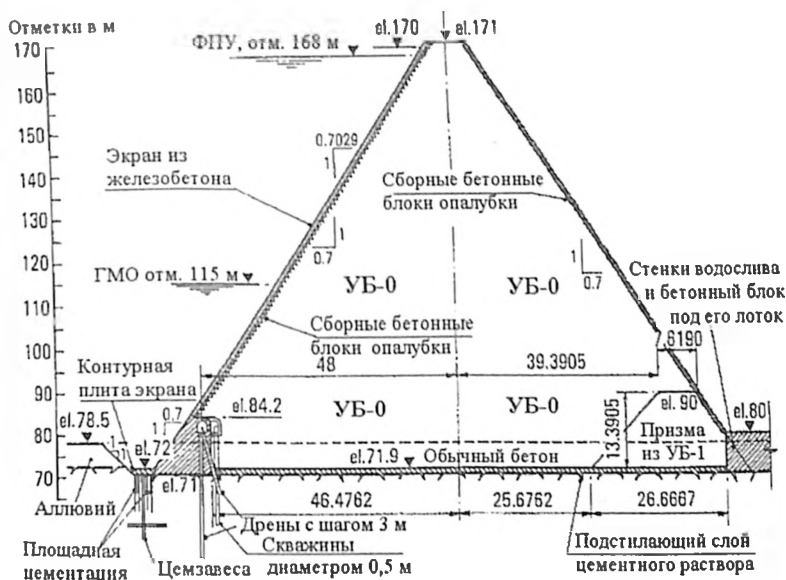 Отметки в м
ФПУ, отм. 168 м
el.170
el.171
170
160
150
140
135
130
120
115
110
100
90
80
70
0.7029
1
Экран из
железобетона
Сборные бетонные
блоки опалубки
1
0.7
1
0.7
ГМО отм. 115 м
УБ-0
УБ-0
Стенки водослива
и бетонный блок
под его лоток
Сборные бетонные
блоки опалубки
.6190
Контурная
плита экрана
48
39.3905
0.7
1
el.84.2
УБ-0
УБ-0
el. 90
el.80
el.78.5
13.3905
Призма
из УБ-1
el.72
el.71.9
Обычный бетон
el.71
Аллювий
46.4762
25.6762
26.6667
Дрены с шагом 3 м
Площадная
цементация
Скважины
диаметром 0,5 м
Подстилающий слой
цементного раствора
Цемзавеса